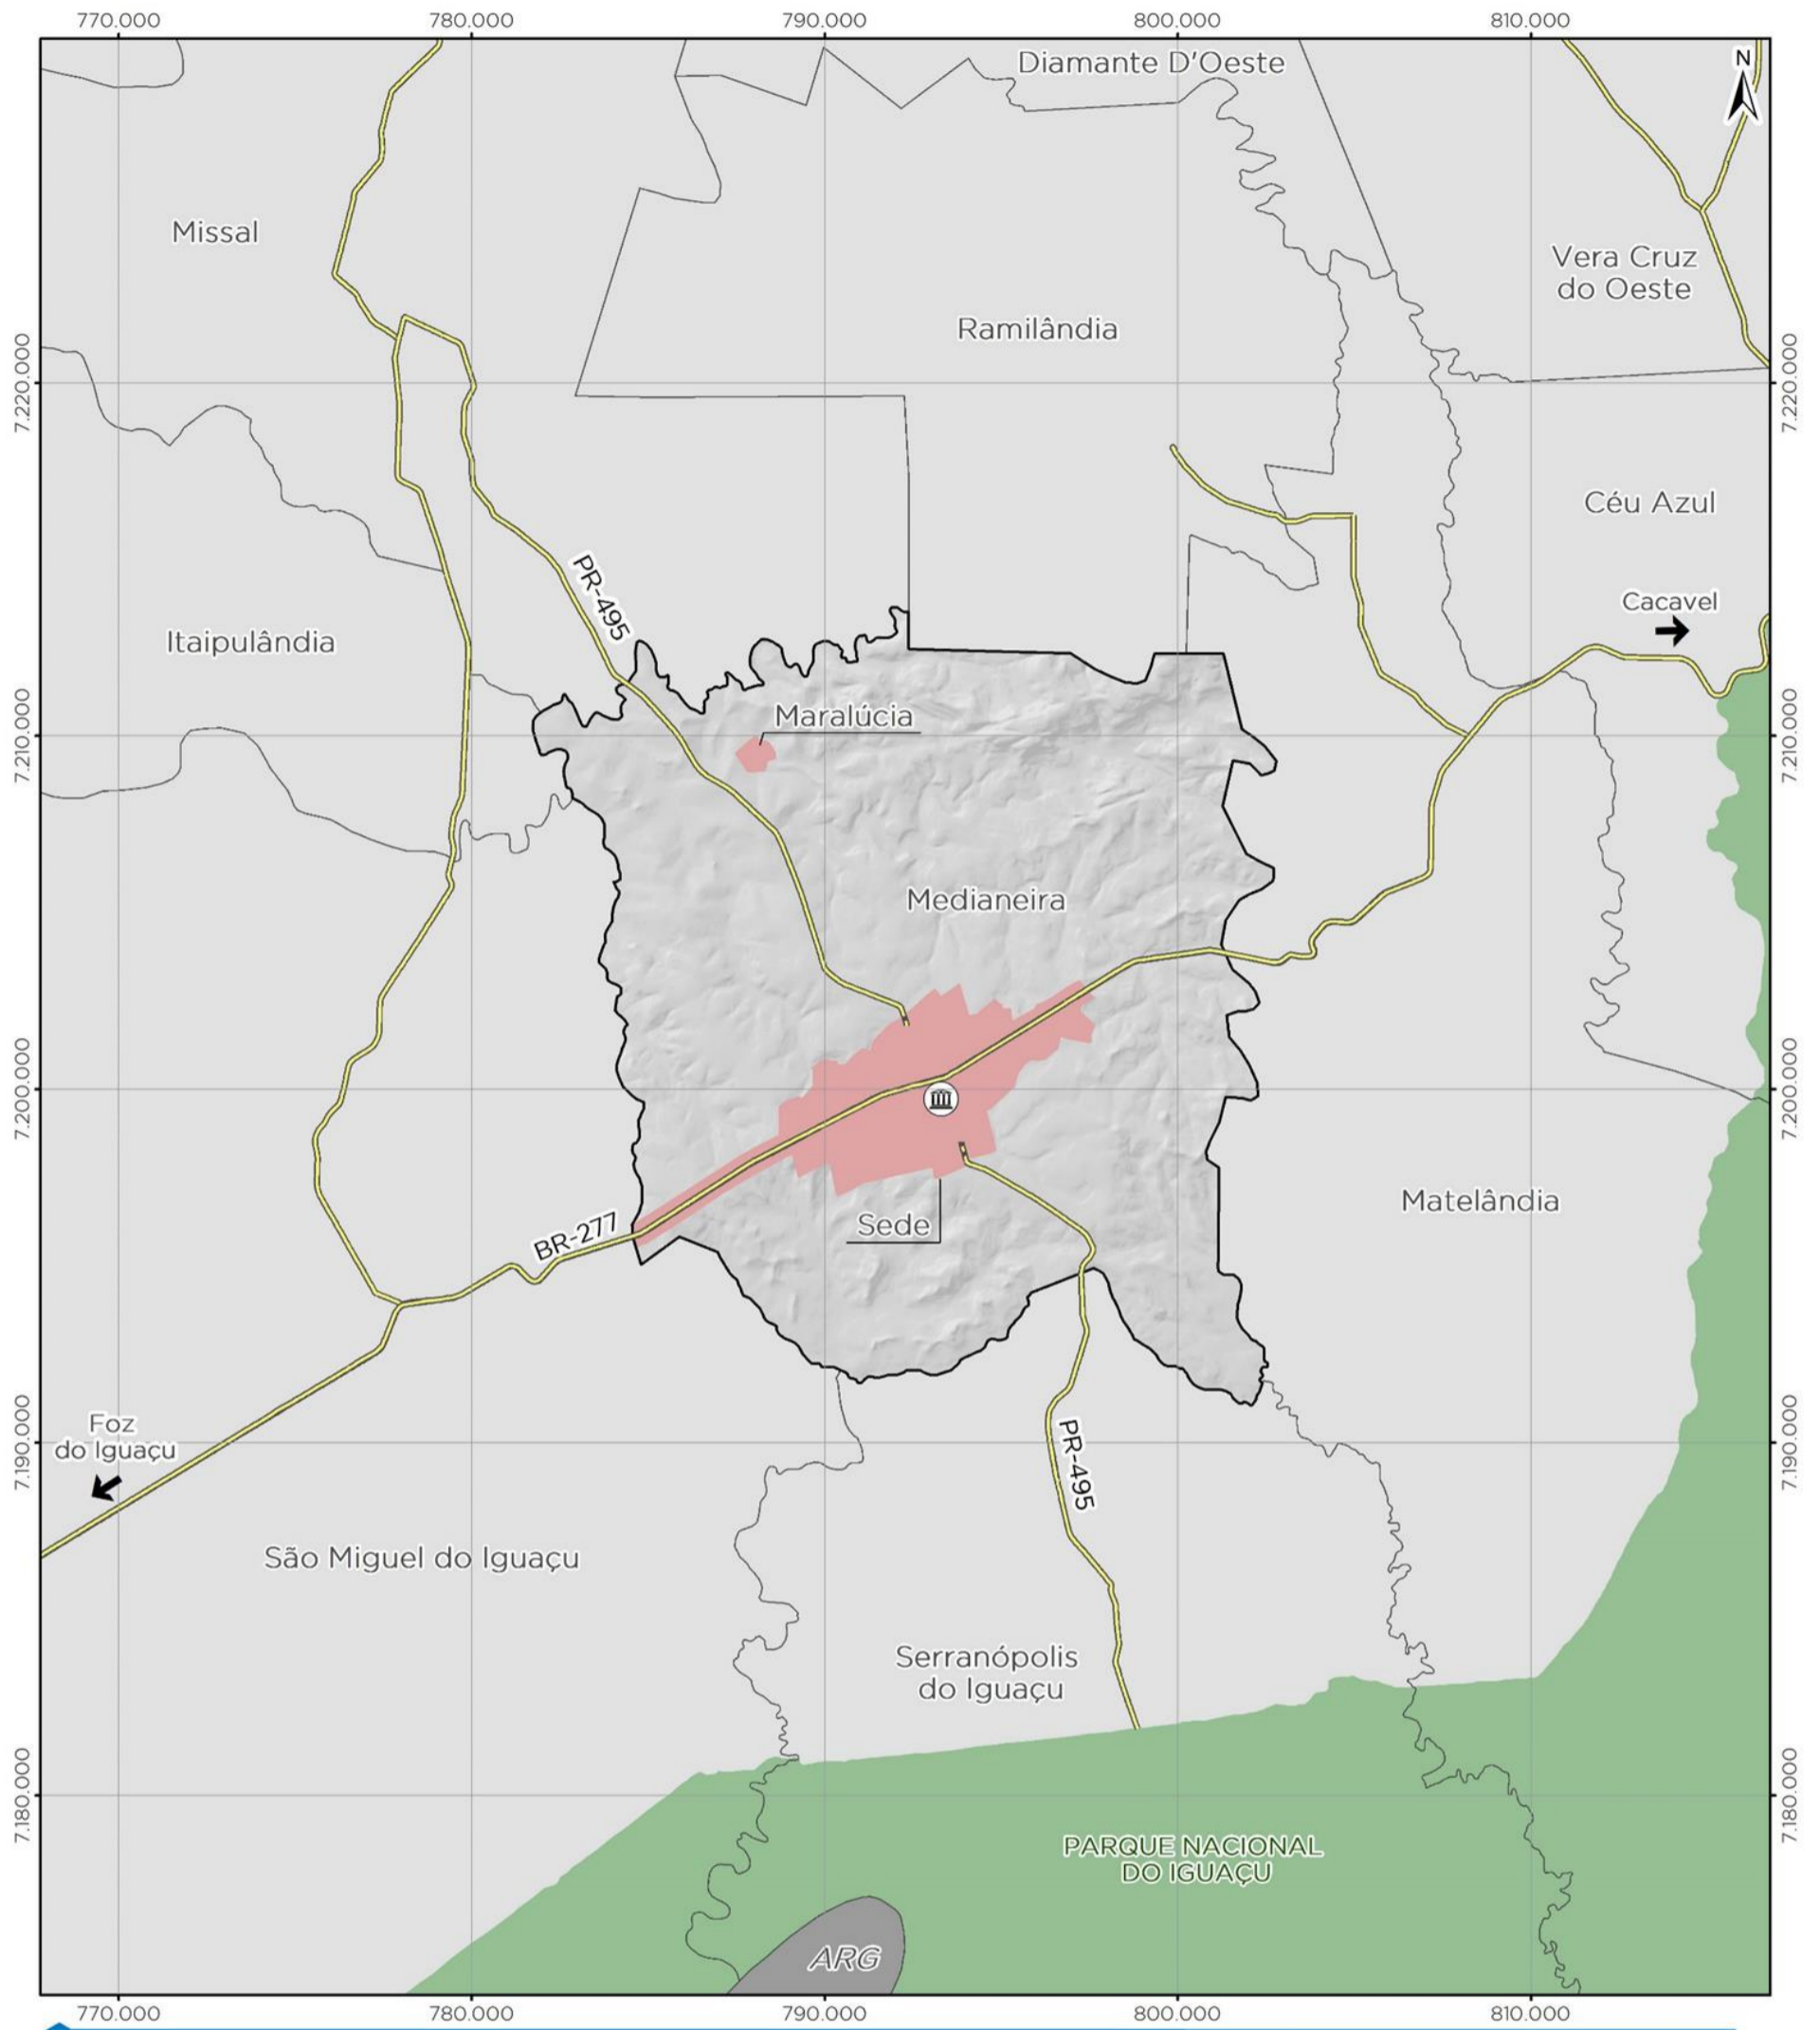 770.000 780.000 790.000 800.000 810.000
Diamante D'Oeste
N
Missal
Vera Cruz
do Oeste
Ramilândia
7.220.000 7.220.000
Céu Azul
PR-495
Cacavel
Itaipulândia
Maralúcia
7.210.000 7.210.000
Medianeira
7.200.000 7.200.000
Matelândia
Sede
BR-277
Foz
do Iguaçu
7.190.000 7.190.000
PR-495
São Miguel do Iguaçu
Serranópolis
do Iguaçu
7.180.000 7.180.000
PARQUE NACIONAL
DO IGUAÇU
ARG
770.000 780.000 790.000 800.000 810.000